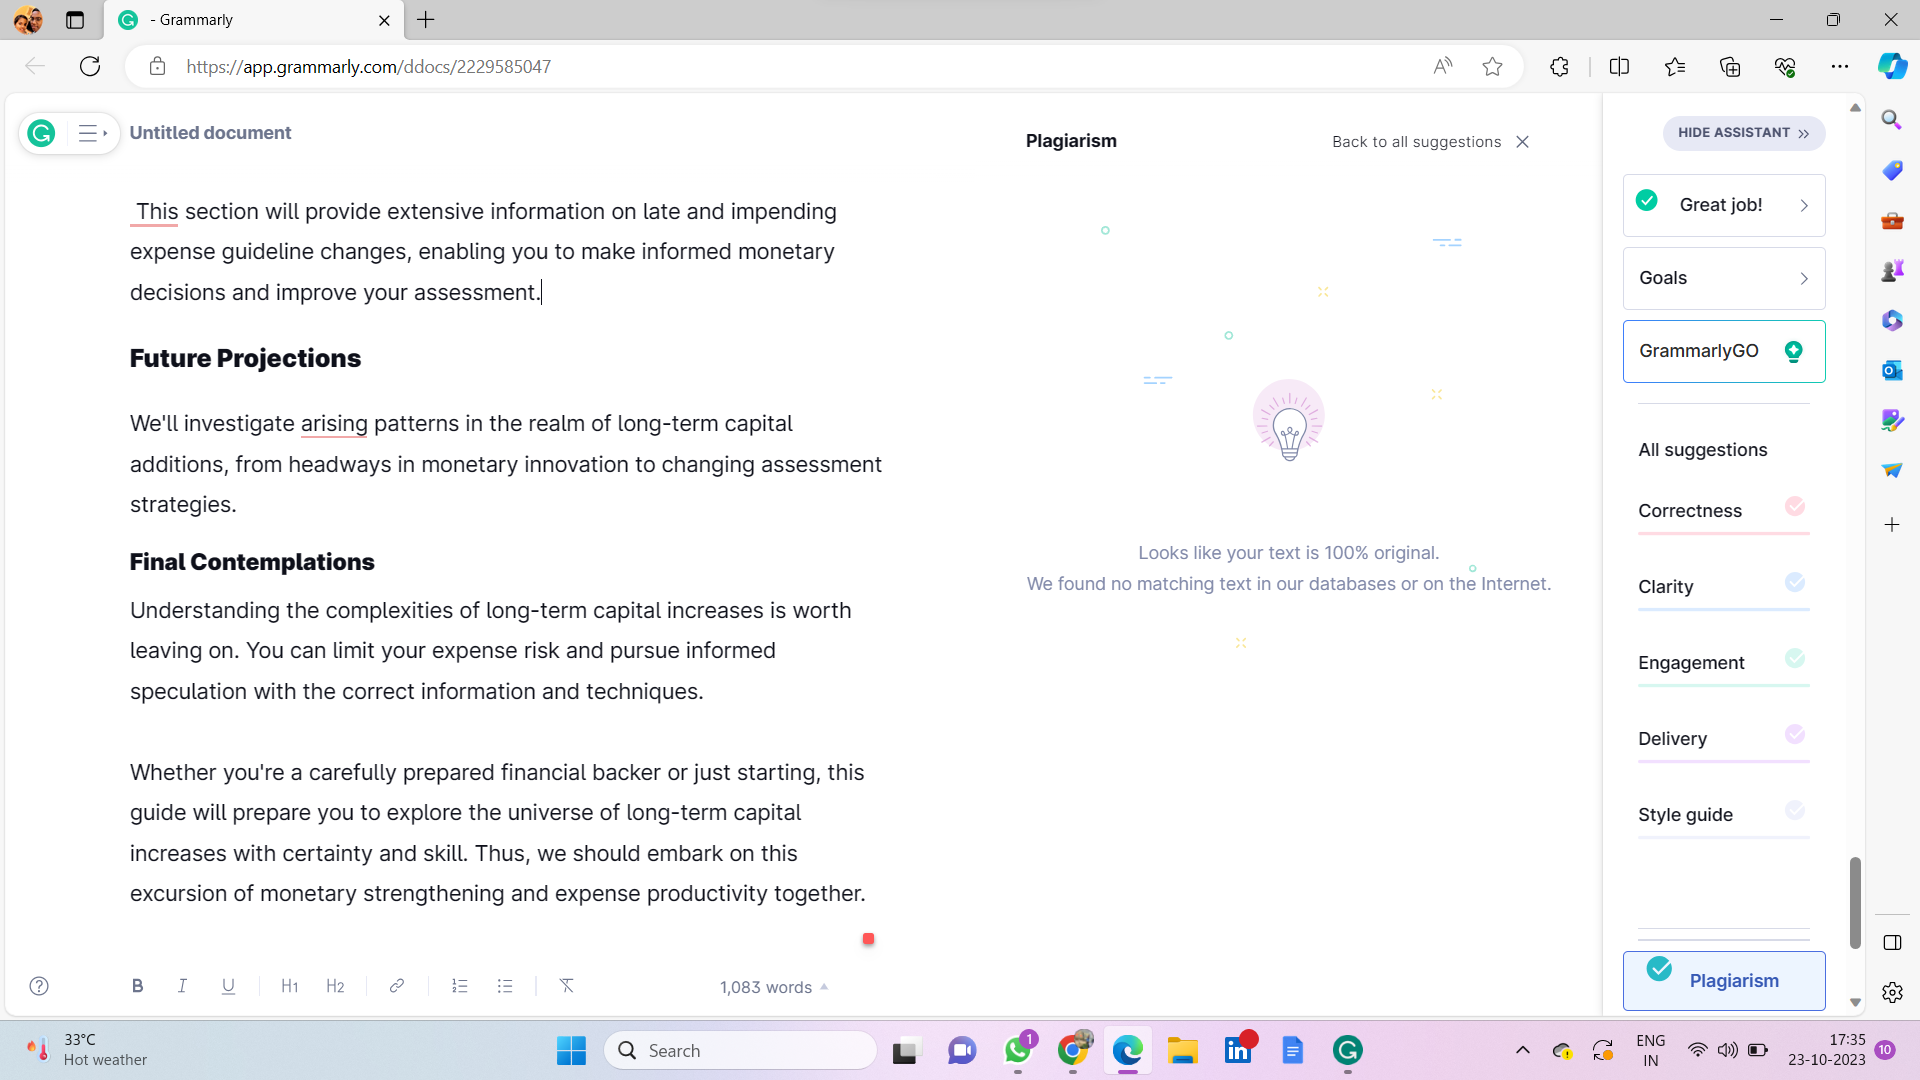 - Grammarly
https://app.grammarly.com/ddocs/2229585047
Untitled document
This section will provide extensive information on late and impending
expense guideline changes, enabling you to make informed monetary
decisions and improve your assessment.
Future Projections
We'll investigate arising patterns in the realm of long-term capital
additions, from headways in monetary innovation to changing assessment
strategies.
Final Contemplations
Understanding the complexities of long-term capital increases is worth
leaving on. You can limit your expense risk and pursue informed
speculation with the correct information and techniques.
Whether you're a carefully prepared financial backer or just starting, this
guide will prepare you to explore the universe of long-term capital
increases with certainty and skill. Thus, we should embark on this
excursion of monetary strengthening and expense productivity together.
B I U H1 H2
1,083 words
Plagiarism
Back to all suggestions
Looks like your text is 100% original.
We found no matching text in our databases or on the Internet.
HIDE ASSISTANT
Great job!
Goals
GrammarlyGO
All suggestions
Correctness
Clarity
Engagement
Delivery
Style guide
Plagiarism
33°C
Hot weather
Search
1
ENG
IN
17:35
23-10-2023
10